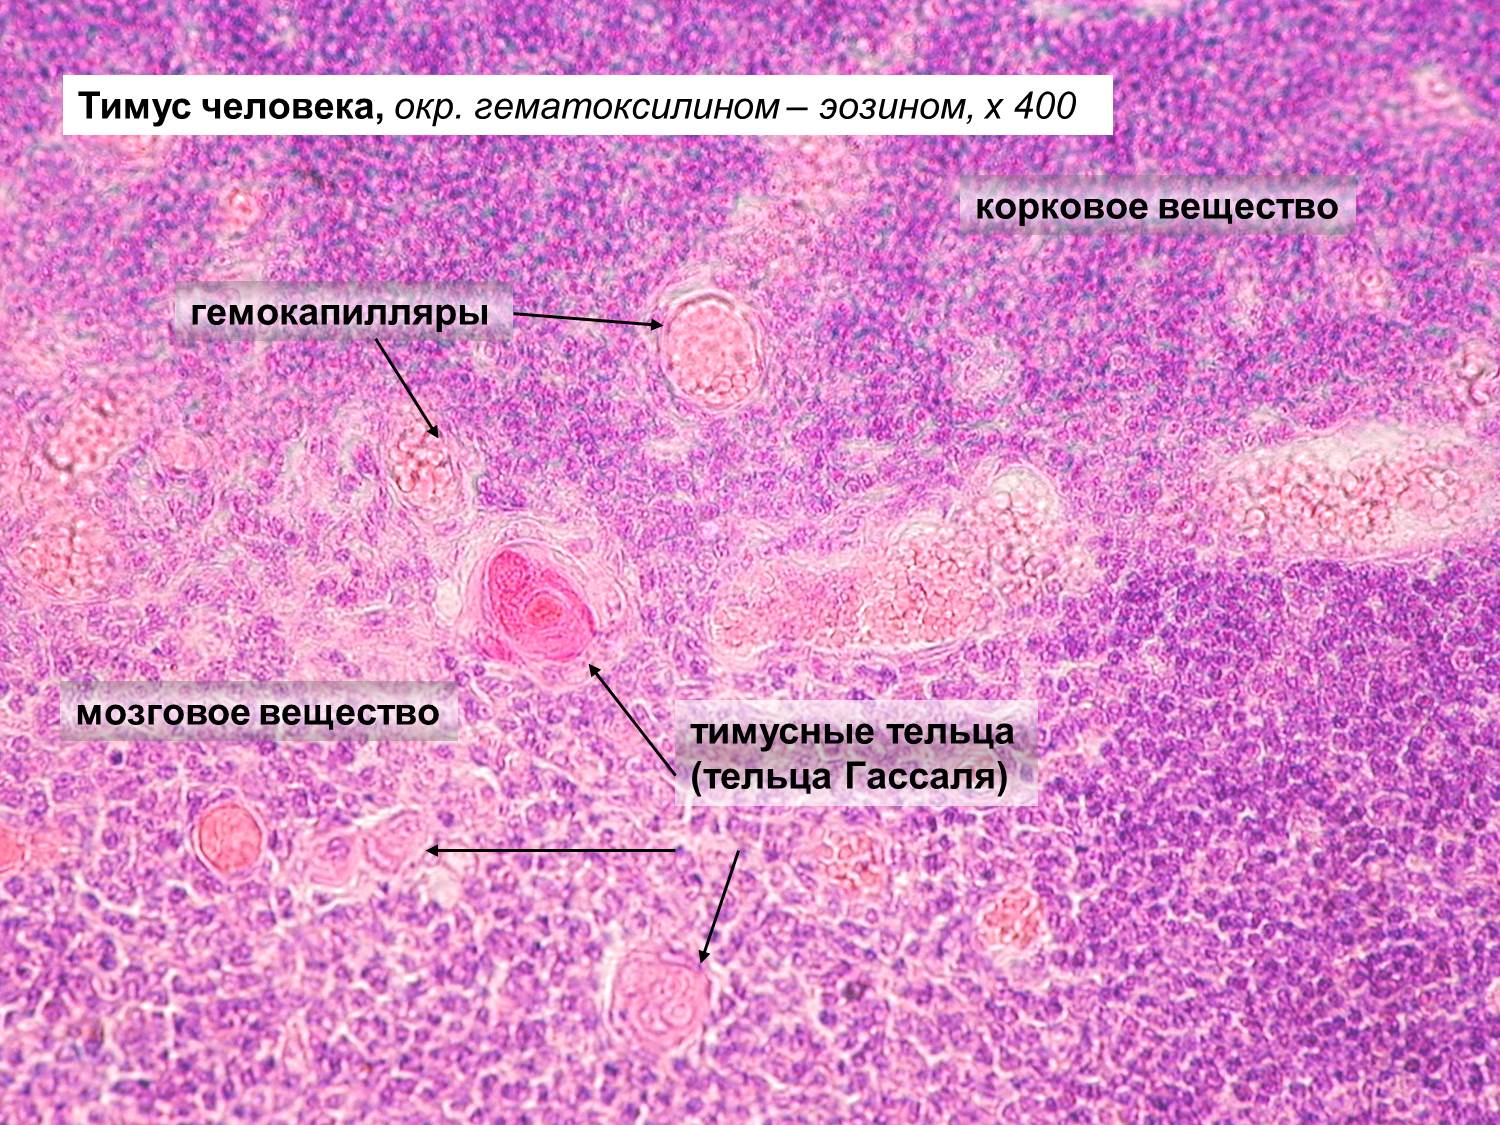 Тимус человека, окр. гематоксилином – эозином, х 400
корковое вещество
гемокапилляры
мозговое вещество
тимусные тельца
(тельца Гассаля)